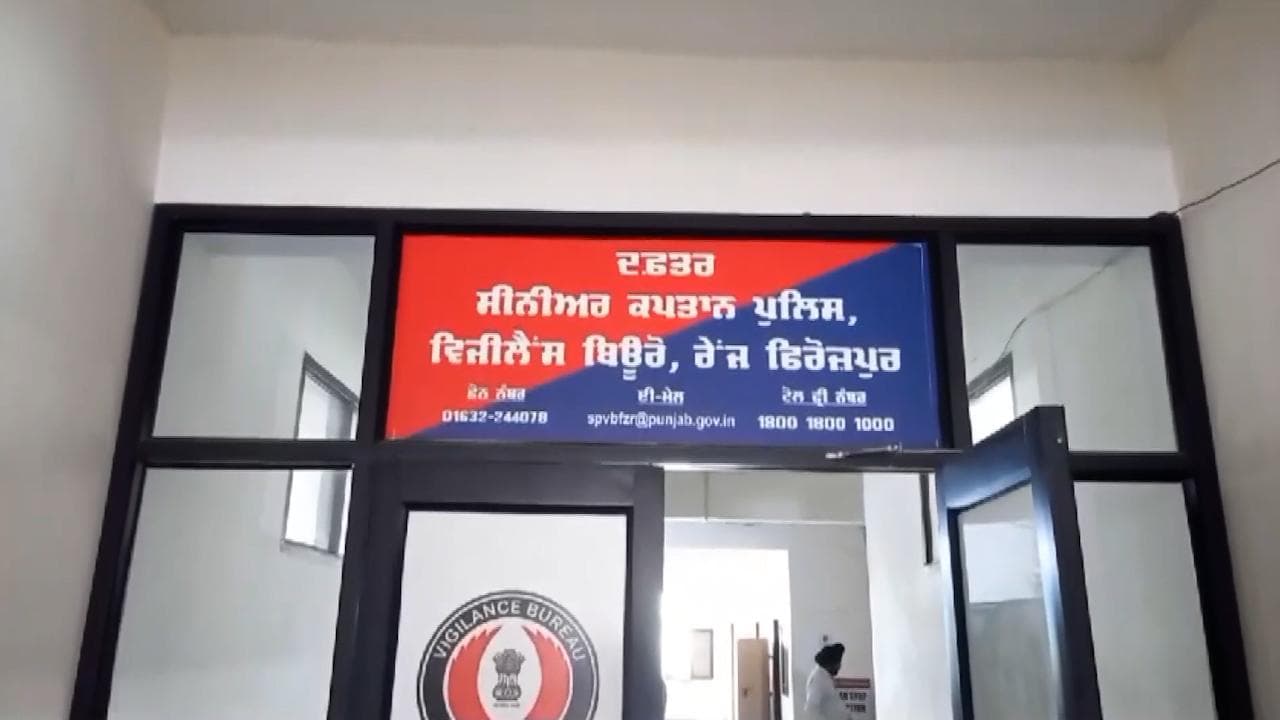 ਦਫ਼ਤਰ
ਸੀਨੀਅਰ ਕਪਤਾਨ ਪੁਲਿਸ,
ਵਿਜੀਲੈਂਸ ਬਿਊਰੋ, ਰੇਂਜ ਫਿਰੋਜ਼ਪੁਰ
ਫ਼ੋਨ ਨੰਬਰ ਈ-ਮੇਲ ਟੋਲ ਫ੍ਰੀ ਨੰਬਰ
01632-244078 spvbfzr@punjab.gov.in 1800 1800 1000
VIGILANCE BUREAU